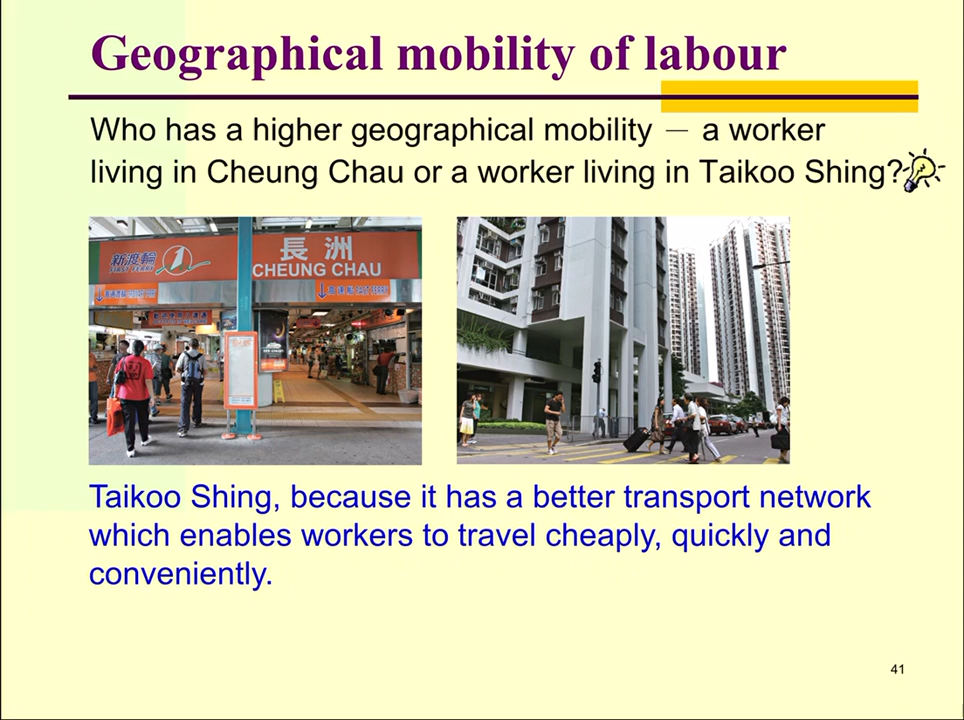 Geographical mobility of labour
Who has a higher geographical mobility — a worker
living in Cheung Chau or a worker living in Taikoo Shing?
新渡輪
FIRST FERRY
長洲
CHEUNG CHAU
Taikoo Shing, because it has a better transport network
which enables workers to travel cheaply, quickly and
conveniently.
41